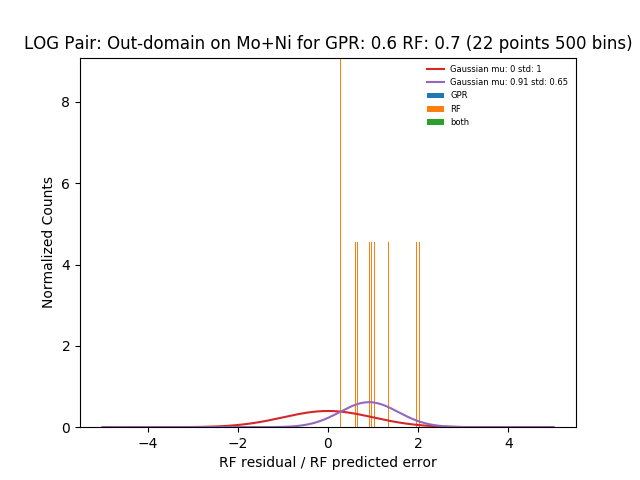 LOG Pair: Out-domain on Mo+Ni for GPR: 0.6 RF: 0.7 (22 points 500 bins)
Gaussian mu: 0 std: 1
Gaussian mu: 0.91 std: 0.65
GPR
RF
both
Normalized Counts
8
6
4
2
0
−4
−2
0
2
4
RF residual / RF predicted error